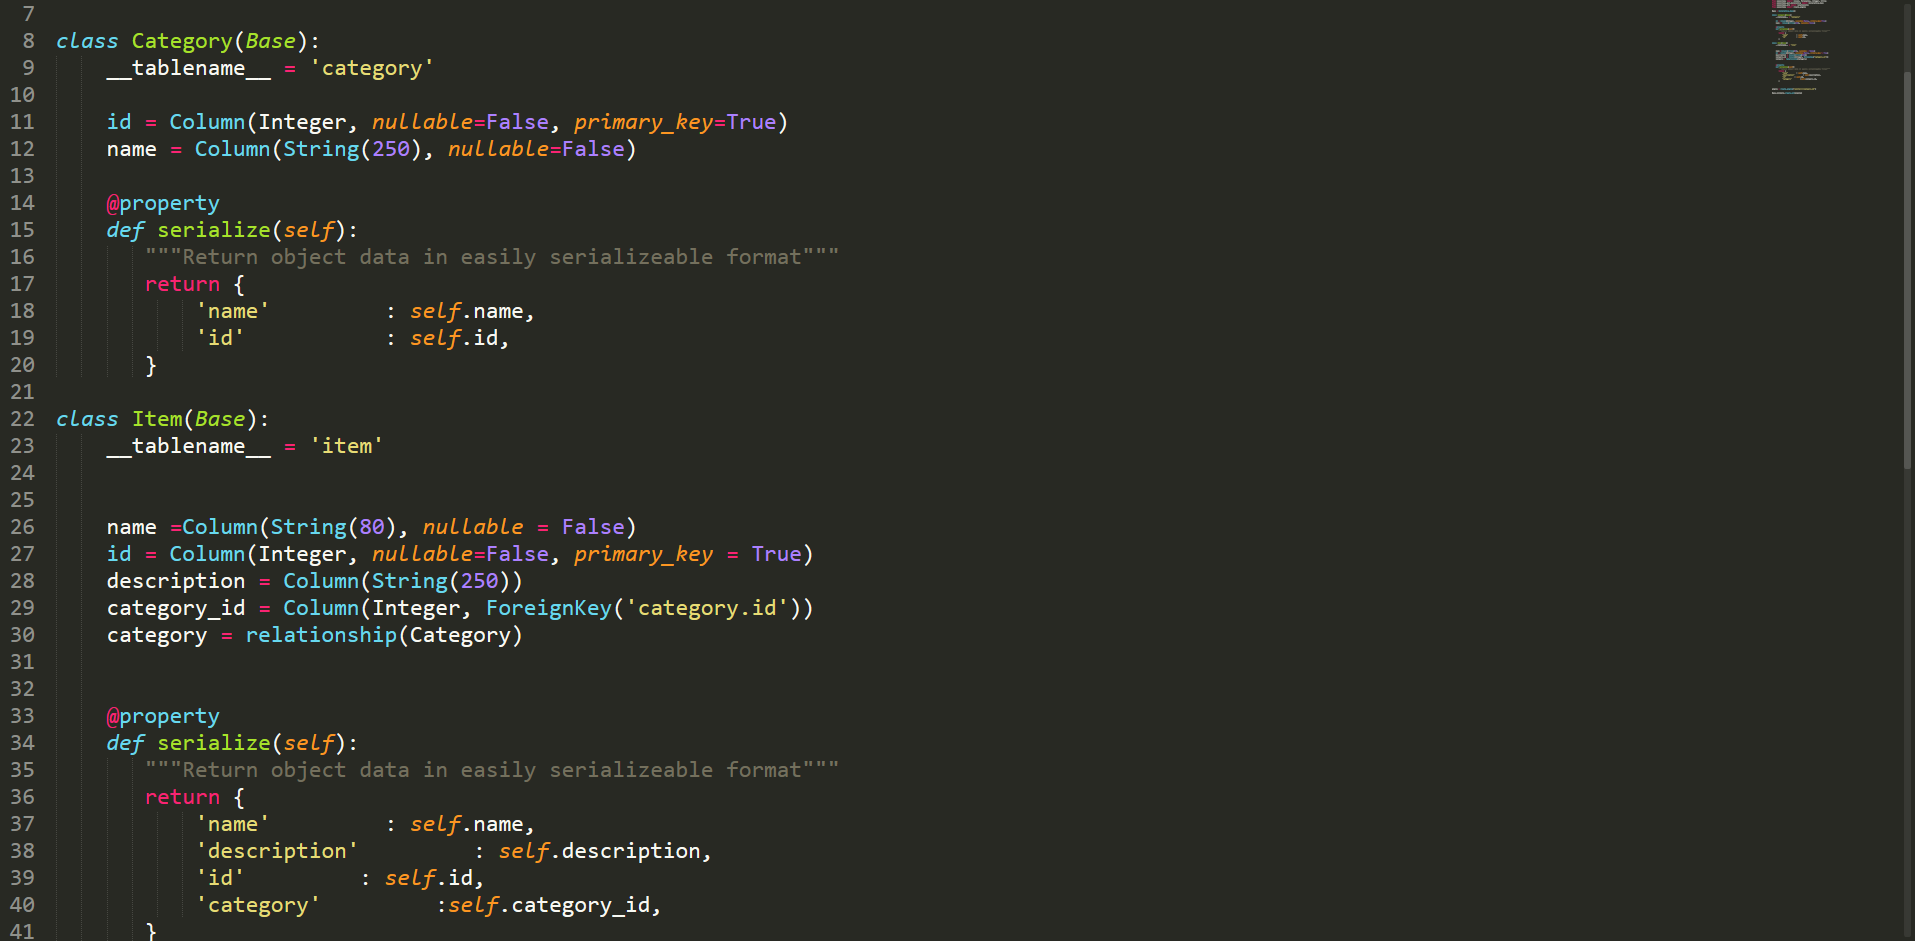 7
8 class Category(Base):
9     __tablename__ = 'category'
10
11     id = Column(Integer, nullable=False, primary_key=True)
12     name = Column(String(250), nullable=False)
13
14     @property
15     def serialize(self):
16        """Return object data in easily serializeable format"""
17        return {
18            'name'         : self.name,
19            'id'           : self.id,
20        }
21
22 class Item(Base):
23     __tablename__ = 'item'
24
25
26     name =Column(String(80), nullable = False)
27     id = Column(Integer, nullable=False, primary_key = True)
28     description = Column(String(250))
29     category_id = Column(Integer, ForeignKey('category.id'))
30     category = relationship(Category)
31
32
33     @property
34     def serialize(self):
35        """Return object data in easily serializeable format"""
36        return {
37            'name'         : self.name,
38            'description'         : self.description,
39            'id'         : self.id,
40            'category'         :self.category_id,
41        }